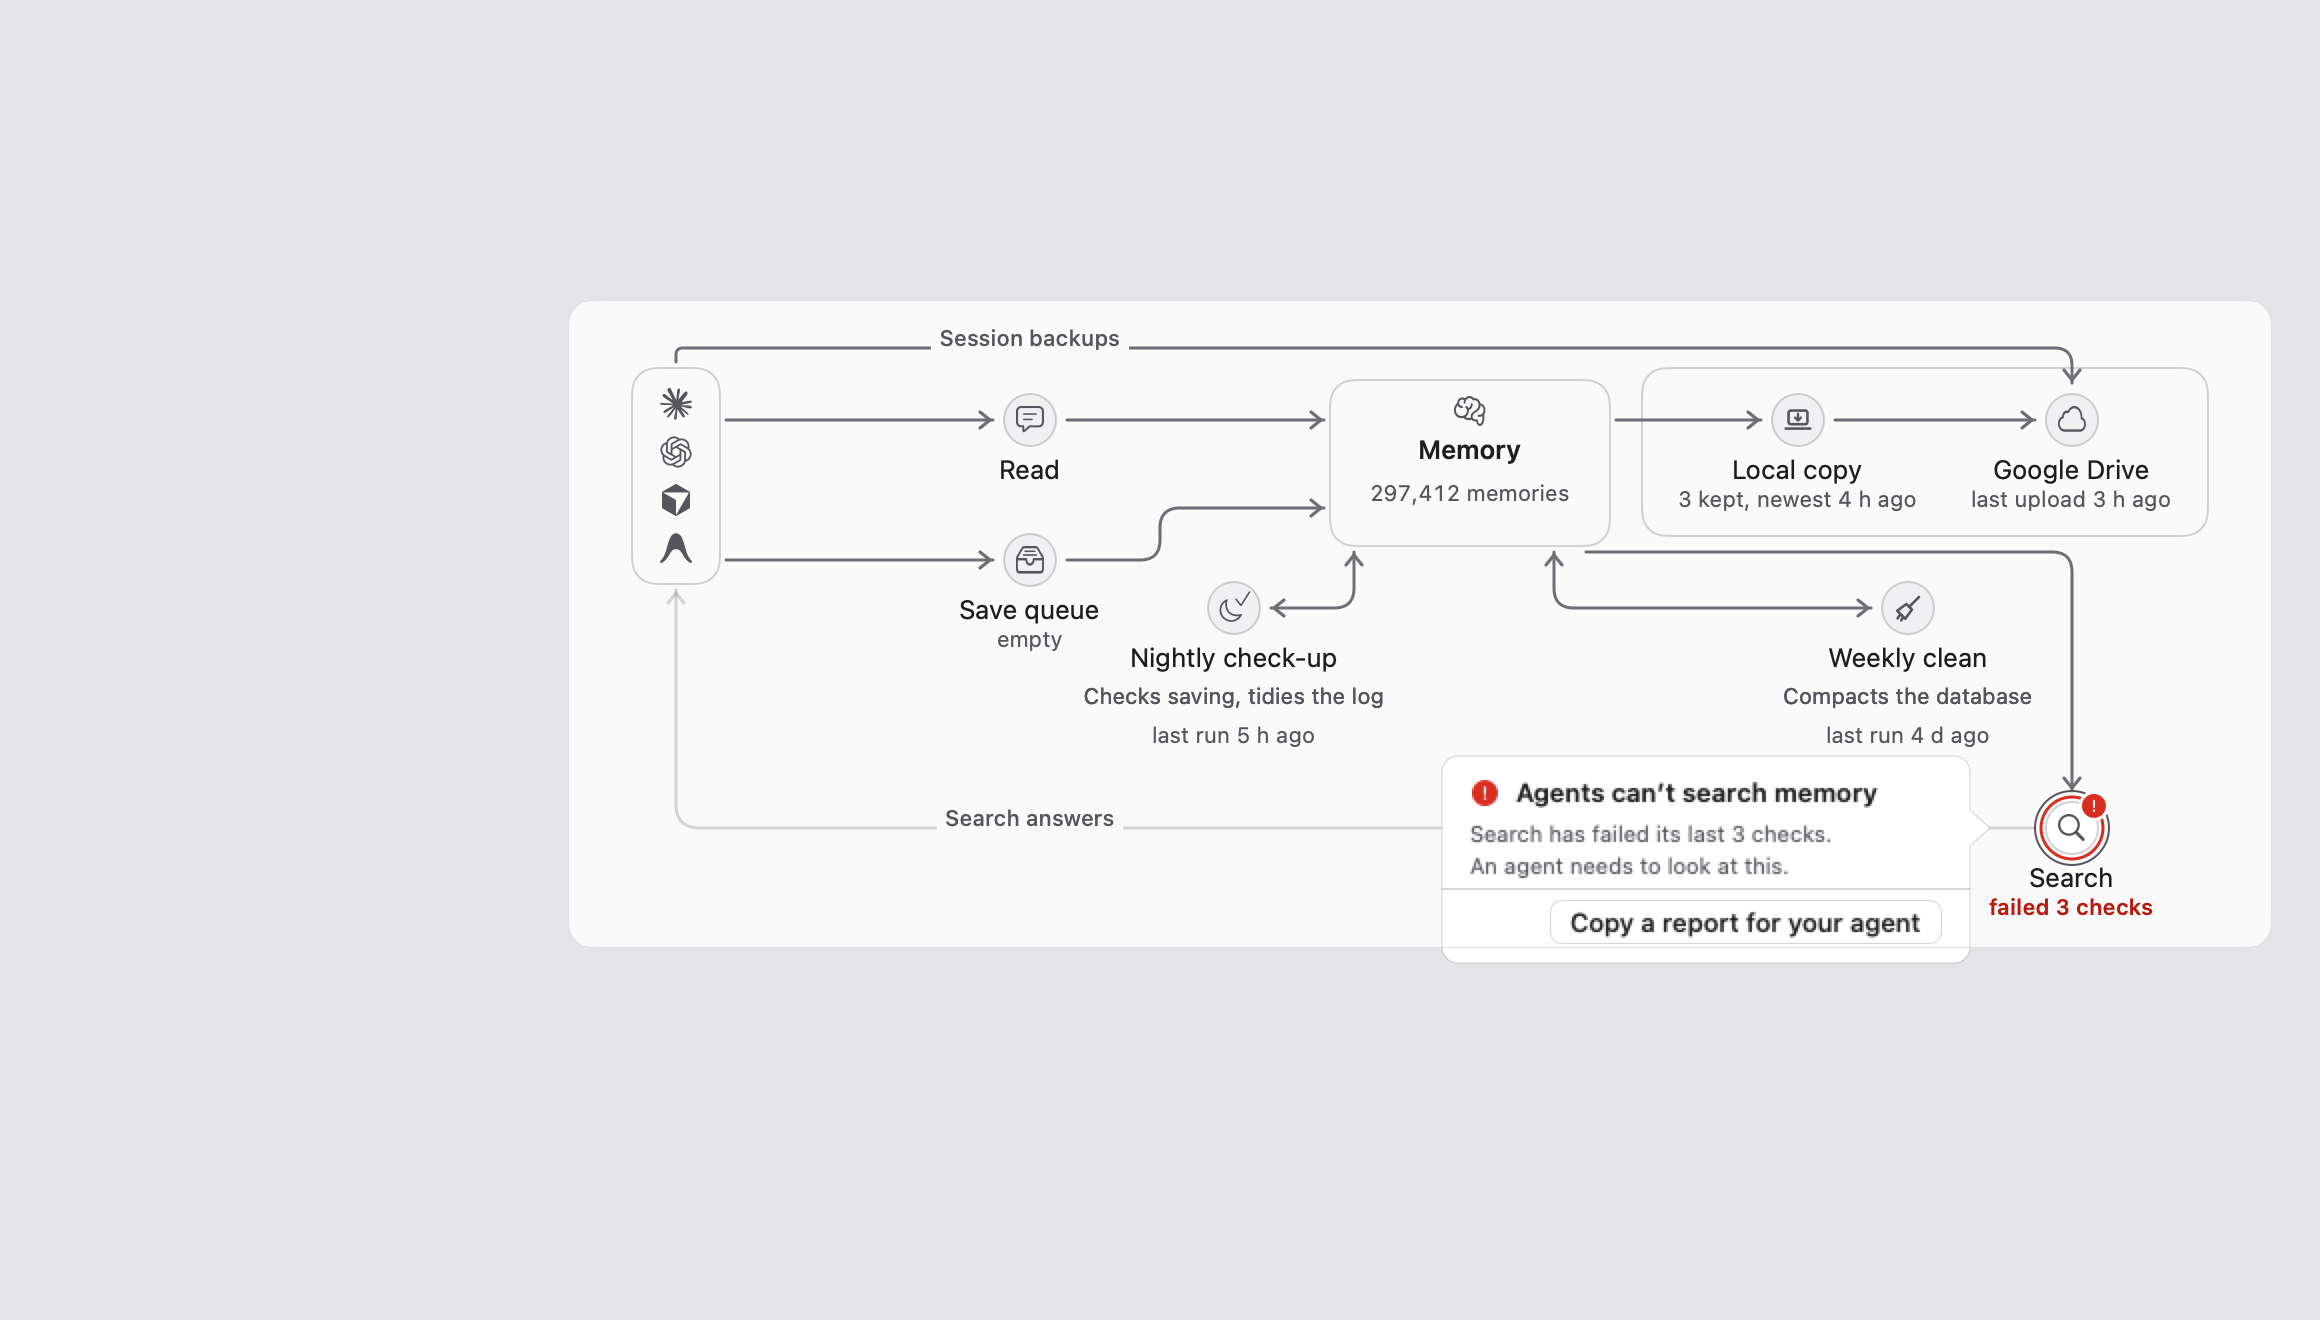 Session backups
Read
Memory
297,412 memories
Local copy
3 kept, newest 4 h ago
Google Drive
last upload 3 h ago
Save queue
empty
Nightly check-up
Checks saving, tidies the log
last run 5 h ago
Weekly clean
Compacts the database
last run 4 d ago
Search answers
Agents can’t search memory
Search has failed its last 3 checks.
An agent needs to look at this.
Copy a report for your agent
Search
failed 3 checks